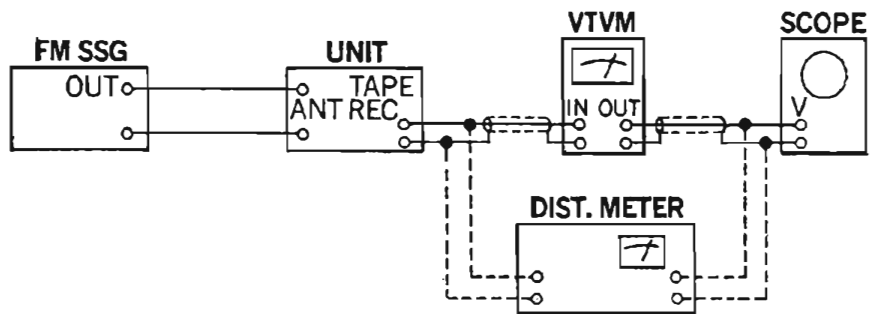 FM SSG
OUT
UNIT
TAPE
ANT REC
VTVM
IN OUT
SCOPE
V
DIST. METER